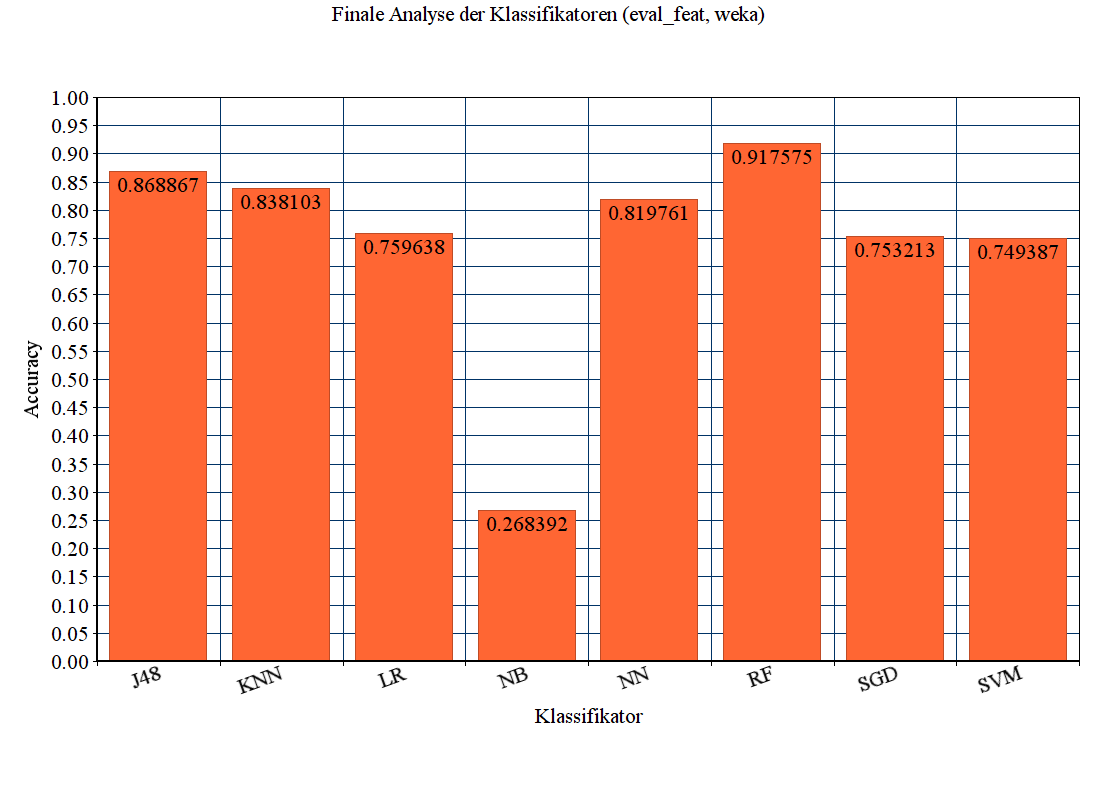 Finale Analyse der Klassifikatoren (eval_feat, weka)
1.00
0.95
0.90
0.85
0.80
0.75
0.70
0.65
0.60
0.55
0.50
0.45
0.40
0.35
0.30
0.25
0.20
0.15
0.10
0.05
0.00
Accuracy
0.868867
0.838103
0.759638
0.268392
0.819761
0.917575
0.753213
0.749387
J48
KNN
LR
NB
NN
RF
SGD
SVM
Klassifikator